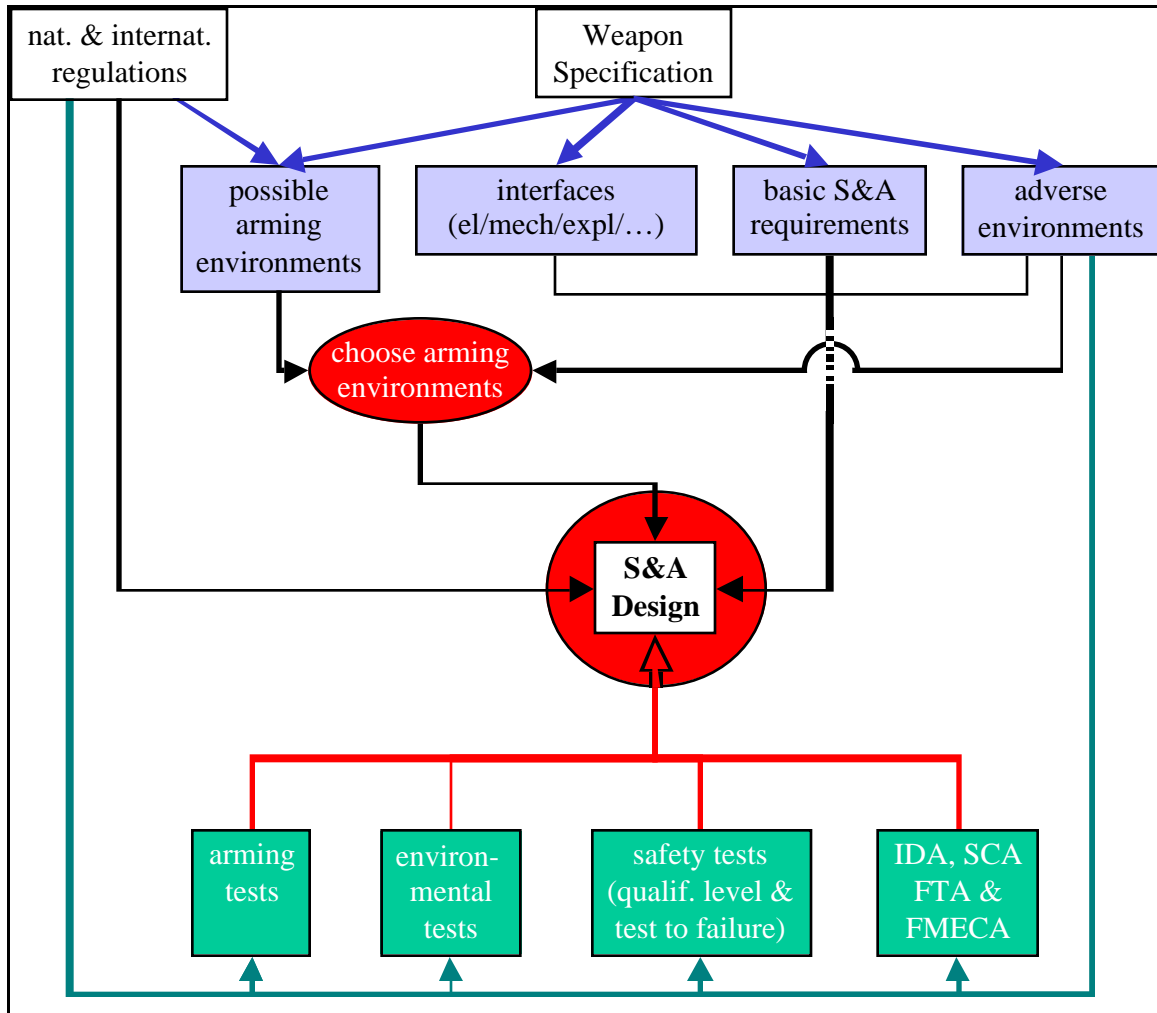 nat. & internat.
regulations
Weapon
Specification
possible
arming
environments
interfaces
(el/mech/expl/…)
basic S&A
requirements
adverse
environments
choose arming
environments
S&A
Design
arming
tests
environ-
mental
tests
safety tests
(qualif. level &
test to failure)
IDA, SCA
FTA &
FMECA